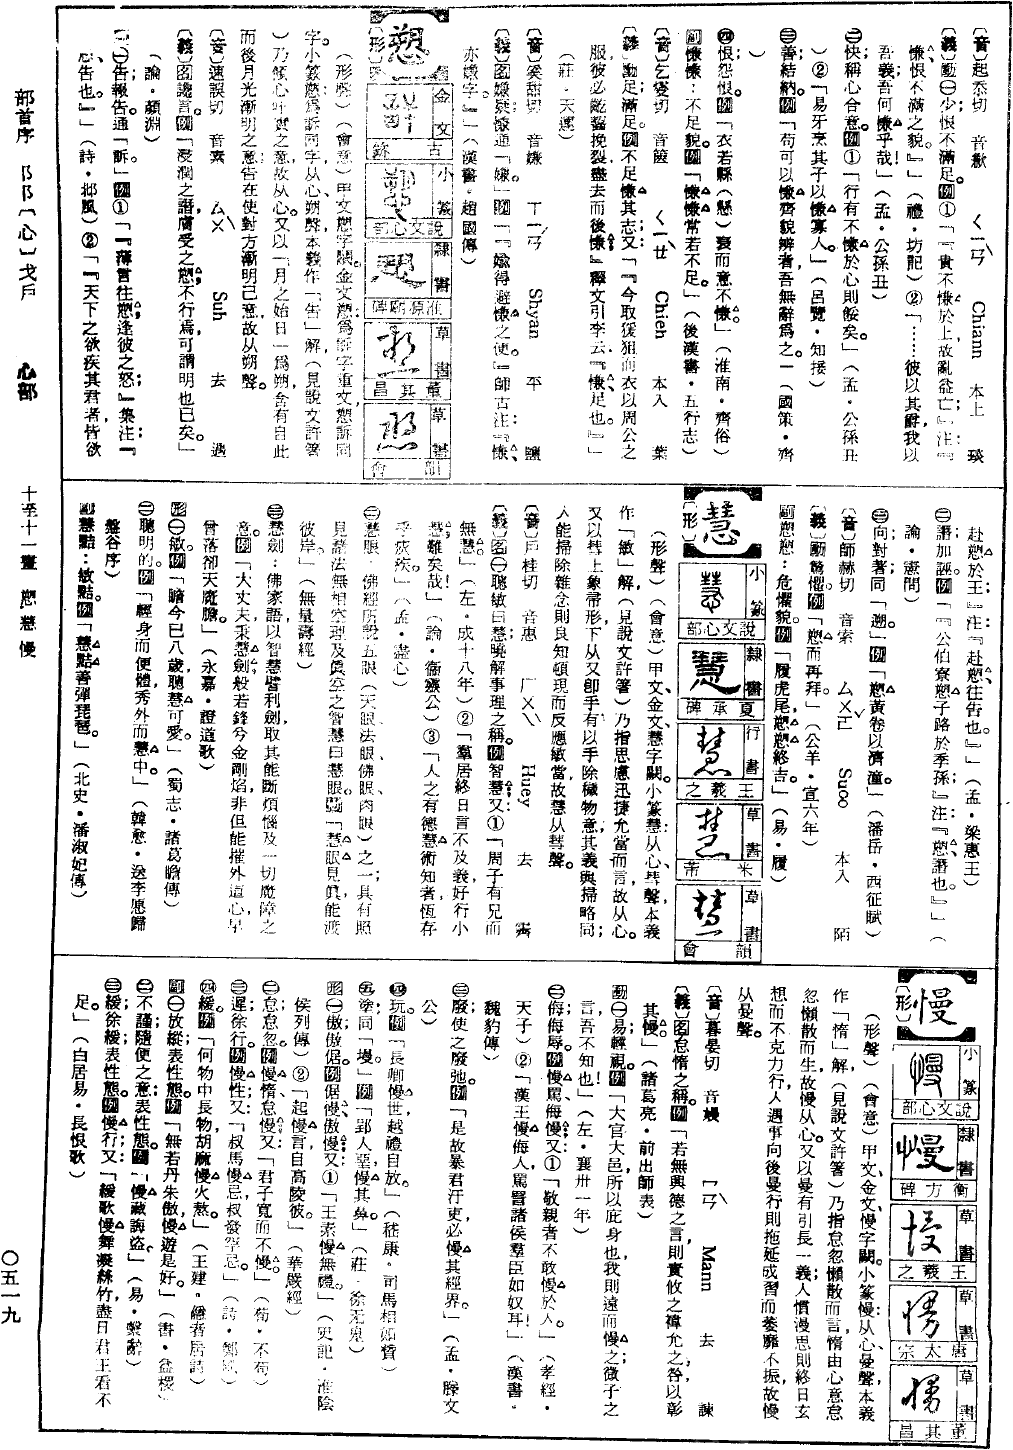 部首序 阝阝〔心〕戈戶 心部 十至十一畫 愬慧慢 〇五一九
〔音〕起忝切 音歉 ㄑㄧㄢ Chiann 本上 琰
〔義〕動㊀少恨不滿足。例①「『貴不慊於上故亂益亡』注『
慊恨不滿之貌』」(禮・坊記)②「……彼以其爵我以
吾義吾何慊乎哉!」(孟・公孫丑)
㊁快稱心合意。例①「行有不慊於心則餒矣。」(孟・公孫丑
)②「易牙烹其子以慊寡人。」(呂覽・知接)
㊂善結納。例「苟可以慊齊貌辨者吾無辭爲之。」(國策・齊
)
㊃恨怨恨。例「衣若縣(懸)衰而意不慊。」(淮南・齊俗)
副慊慊:不足貌。例「慊慊常若不足。」(後漢書・五行志)
〔音〕乞愜切 音篋 ㄑㄧㄝ Chieh 本入 葉
〔義〕動足滿足。例不足慊其志;又:「『今取猨狙而衣以周公之
服彼必齕齧挽裂盡去而後慊。』釋文引李云『慊足也。』」
(莊・天運)
〔音〕奚甜切 音嫌 ㄒㄧㄢ Shyan 平 鹽
〔義〕名嫌疑慊通「嫌」例「『媮得避慊之便。』師古注:『慊、
亦嫌字』」(漢書・趙國傳)
愬
金文 古鉨
小篆 說文心部
隸書 淮源廟碑
草書 董其昌
草書 韻會
〔形〕(形聲)(會意)甲文愬字闕。金文愬爲訴字重文愬訴同
字小篆愬爲訴同字从心、朔聲本義作「告」解(見說文許箸
)乃傾心吐實之意故从心。又以一月之始日一爲朔含有自此
而後月光漸明之意;告在使對方漸明己意故从朔聲。
〔音〕速誤切 音素 ㄙㄨ Suh 去 遇
〔義〕名讒言。例「浸潤之譖膚受之愬不行焉可謂明也已矣。」
(論・顏淵)
動㊀告報告通「訴」。例①「『薄言往愬逢彼之怒』集注:『
愬、告也。』」(詩・邶風)②「『天下之欲疾其君者皆欲
赴愬於王』注『赴愬往告也。』」(孟・梁惠王)
㊁譖加誣。例「『公伯寮愬子路於季孫』注:『愬譖也。』」(
論・憲問)
㊂向對著同「遡」。例「愬黃卷以濟潼。」(潘岳・西征賦)
〔音〕師赫切 音索 ㄙㄨㄛ Suoo 本入 陌
〔義〕動驚懼。例「愬而再拜。」(公羊・宣六年)
副愬愬:危懼貌。例「履虎尾愬愬終吉。」(易・履)
慧
小篆 說文心部
隸書 夏承碑
行書 王羲之
草書 米芾
草書 韻會
〔形〕(形聲)(會意)甲文、金文、慧字闕。小篆慧从心、彗聲本義
作「敏」解(見說文許箸)乃指思慮迅捷允當而言故从心。
又以彗上象帚形下从又卽手有以手除穢物意其義與掃略同;
人能掃除雜念則良知頓現而反應敏當故慧从彗聲。
〔音〕戶桂切 音惠 ㄏㄨㄟ Huey 去 霽
〔義〕名㊀聰敏曰慧曉解事理之稱。例智慧;又:①「周子有兄而
無慧。」(左・成十八年)②「羣居終日言不及義好行小
慧難矣哉!」(論・衞靈公)③「人之有德慧術知者恆存
乎疢疾。」(孟・盡心)
㊁慧眼:佛經所說五眼(天眼法眼佛眼肉眼)之一具有照
見諸法無相空理及眞空之智慧曰慧眼。例「慧眼見眞能渡
彼岸。」(無量壽經)
㊂慧劍:佛家語以智慧譬利劍取其能斷煩惱及一切魔障之
意。例「大丈夫秉慧劍般若鋒兮金剛焰非但能摧外道心早
曾落卻天魔膽。」(永嘉・證道歌)
形㊀敏。例「瞻今已八歲聰慧可愛。」(蜀志・諸葛瞻傳)
㊁聰明的。例「輕身而便體秀外而慧中。」(韓愈・送李愿歸
盤谷序)
副慧黠:敏黠。例「慧黠善彈琵琶。」(北史・潘淑妃傳)
慢
小篆 說文心部
隸書 衡方碑
草書 王羲之
草書 唐太宗
草書 董其昌
〔形〕(形聲)(會意)甲文、金文慢字闕。小篆慢从心、曼聲本義
作「惰」解(見說文許箸)乃指怠忽懶散而言惰由心意怠
忽懶散而生故慢从心。又以曼有引長一義人慣漫思則終日玄
想而不克力行人遇事向後曼行則拖延成習而萎靡不振故慢
从曼聲。
〔音〕暮晏切 音嫚 ㄇㄢ Mann 去 諫
〔義〕名怠惰之稱。例「若無興德之言則責攸之褘允之咎以彰
其慢。」(諸葛亮・前出師表)
動㊀易輕視。例「大官大邑所以庇身也我則遠而慢之微子之
言吾不知也!」(左・襄卅一年)
㊁侮侮辱。例慢罵侮慢;又:①「敬親者不敢慢於人。」(孝經・
天子)②「漢王慢侮人罵詈諸侯羣臣如奴耳!」(漢書・
魏豹傳)
㊂廢使之廢弛。例「是故暴君汙吏必慢其經界。」(孟・滕文
公)
㊃玩。例「長卿慢世越禮自放。」(嵇康・司馬相如贊)
㊄塗同「墁」例「郢人堊慢其鼻。」(莊・徐无鬼)
形㊀傲傲倨。例倨慢傲慢;又:①「王素慢無禮。」(史記・淮陰
侯列傳)②「起慢言自高陵彼。」(華嚴經)
㊁怠怠忽。例慢惰怠慢;又:「君子寬而不慢。」(荀・不苟)
㊂遲徐行。例慢性;又:「叔馬慢忌叔發罕忌。」(詩・鄭風)
㊃緩。例「何物中長物胡麻慢火熬。」(王建・隱者居詩)
副㊀放縱表性態。例「無若丹朱傲慢遊是好。」(書・益稷)
㊁不謹隨便之意表性態。例「慢藏誨盜。」(易・繫辭)
㊂緩徐緩表性態。例慢行;又:「緩歌慢舞凝絲竹盡日君王看不
足。」(白居易・長恨歌)